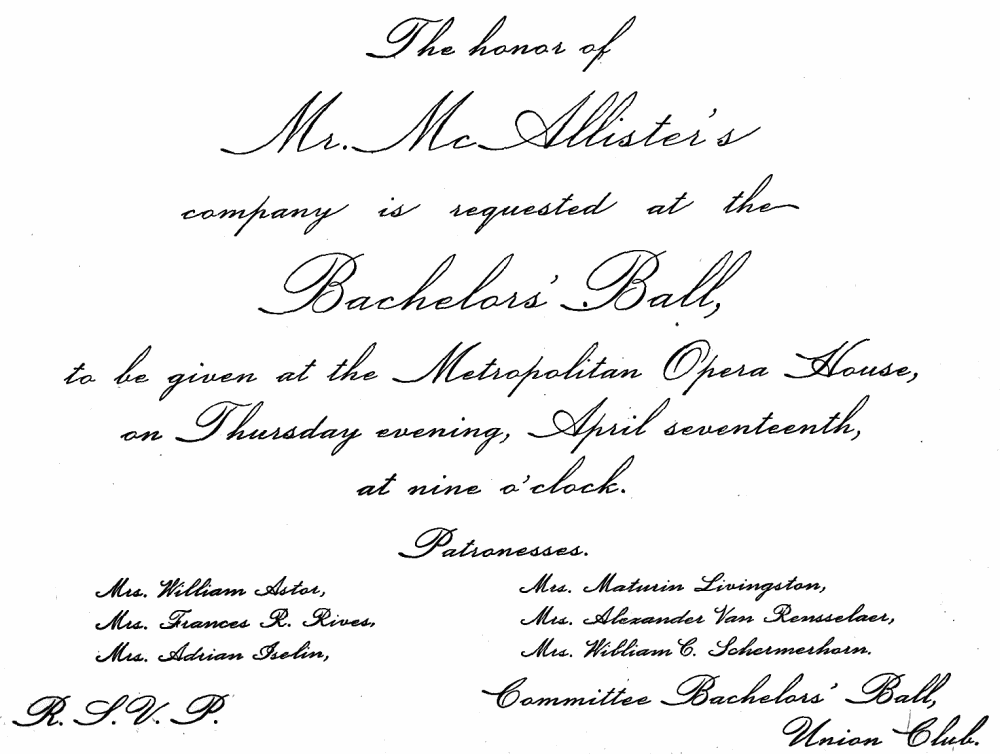 The honor of
Mr. McAllister's
company is requested at the
Bachelors' Ball,
to be given at the Metropolitan Opera House,
on Thursday evening, April seventeenth,
at nine o'clock.
Patronesses.
Mrs. William Astor,
Mrs. Frances R. Rives,
Mrs. Adrian Iselin,
Mrs. Maturin Livingston,
Mrs. Alexander Van Rensselaer,
Mrs. William C. Schermerhorn.
R. S. V. P.
Committee Bachelors' Ball,
Union Club.